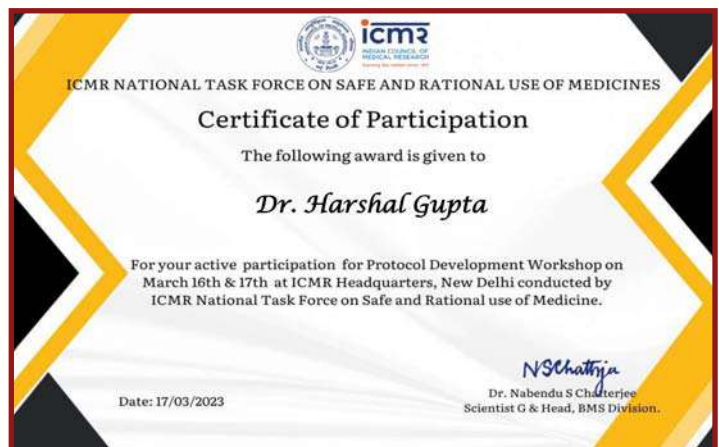 icmr
INDIAN COUNCIL OF
MEDICAL RESEARCH
ICMR NATIONAL TASK FORCE ON SAFE AND RATIONAL USE OF MEDICINES
Certificate of Participation
The following award is given to
Dr. Harshal Gupta
For your active participation for Protocol Development Workshop on
March 16th & 17th at ICMR Headquarters, New Delhi conducted by
ICMR National Task Force on Safe and Rational use of Medicine.
NSChatterjee
Date: 17/03/2023
Dr. Nabendu S Chatterjee
Scientist G & Head, BMS Division.